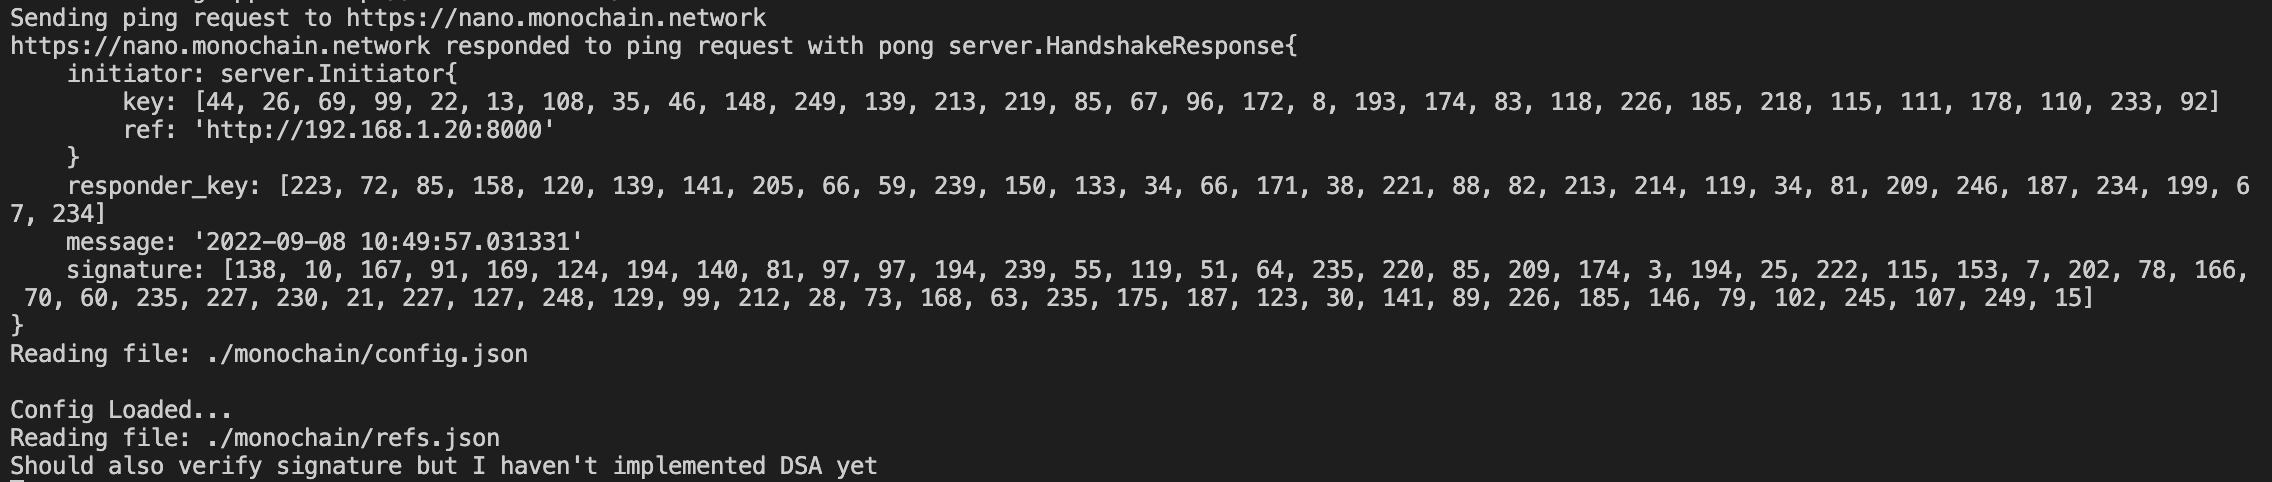 Sending ping request to https://nano.monochain.network
https://nano.monochain.network responded to ping request with pong server.HandshakeResponse{
    initiator: server.Initiator{
        key: [44, 26, 69, 99, 22, 13, 108, 35, 46, 148, 249, 139, 213, 219, 85, 67, 96, 172, 8, 193, 174, 83, 118, 226, 185, 218, 115, 111, 178, 110, 233, 92]
        ref: 'http://192.168.1.20:8000'
    }
    responder_key: [223, 72, 85, 158, 120, 139, 141, 205, 66, 59, 239, 150, 133, 34, 66, 171, 38, 221, 88, 82, 213, 214, 119, 34, 81, 209, 246, 187, 234, 199, 6
7, 234]
    message: '2022-09-08 10:49:57.031331'
    signature: [138, 10, 167, 91, 169, 124, 194, 140, 81, 97, 97, 194, 239, 55, 119, 51, 64, 235, 220, 85, 209, 174, 3, 194, 25, 222, 115, 153, 7, 202, 78, 166,
 70, 60, 235, 227, 230, 21, 227, 127, 248, 129, 99, 212, 28, 73, 168, 63, 235, 175, 187, 123, 30, 141, 89, 226, 185, 146, 79, 102, 245, 107, 249, 15]
}
Reading file: ./monochain/config.json

Config Loaded...
Reading file: ./monochain/refs.json
Should also verify signature but I haven't implemented DSA yet